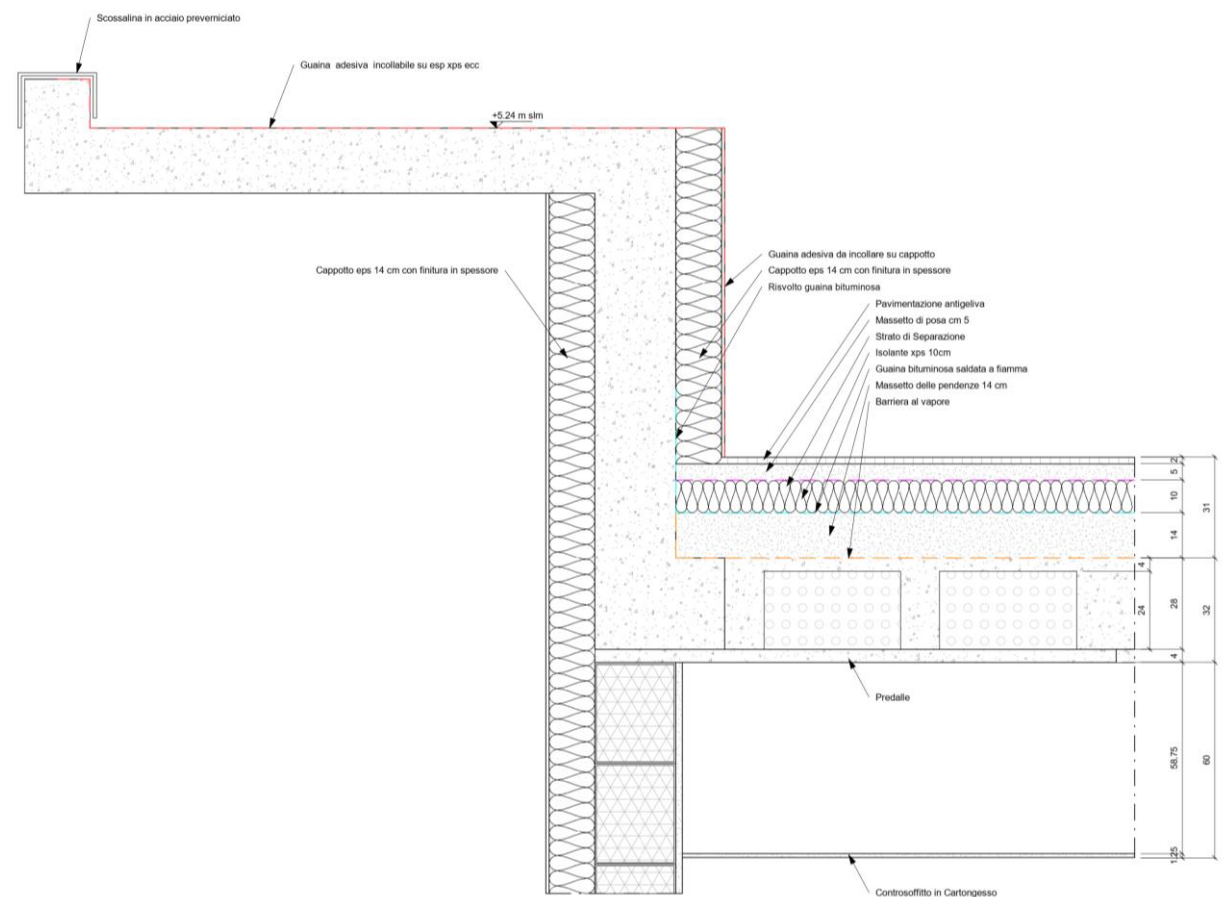 Scossalina in acciaio preverniciato
Guaina adesiva incollabile su esp xps ecc
+5.24 m slm
Guaina adesiva da incollare su cappotto
Cappotto eps 14 cm con finitura in spessore
Cappotto eps 14 cm con finitura in spessore
Risvolto guaina bituminosa
Pavimentazione antigeliva
Massetto di posa cm 5
Strato di Separazione
Isolante xps 10cm
Guaina bituminosa saldata a fiamma
Massetto delle pendenze 14 cm
Barriera al vapore
2
5
10
31
14
4
24
28
32
4
Predalle
58.75
60
1.25
Controsoffitto in Cartongesso